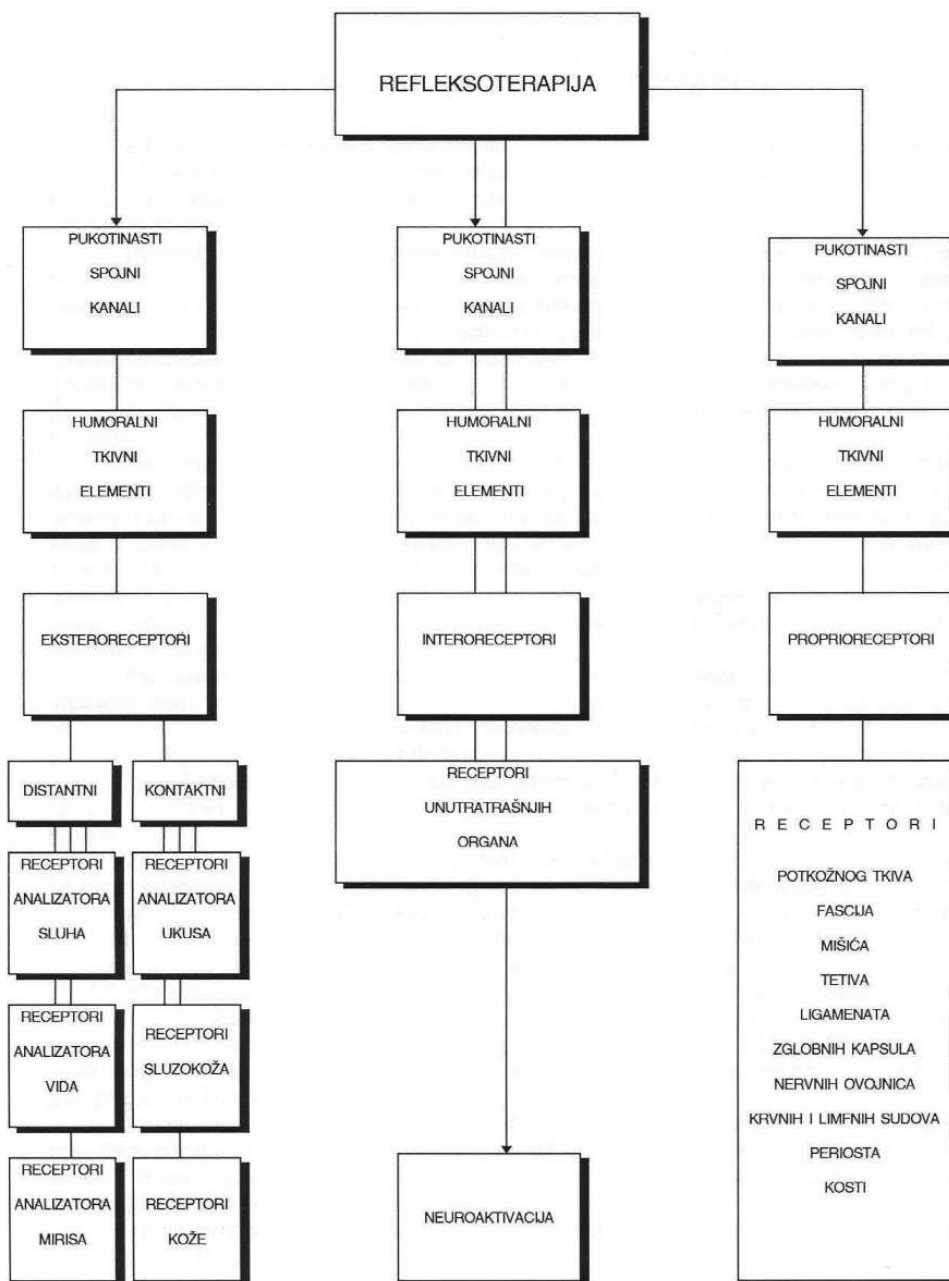 REFLEKSOTERAPIJA
PUKOTINASTI
SPOJNI
KANALI
PUKOTINASTI
SPOJNI
KANALI
PUKOTINASTI
SPOJNI
KANALI
HUMORALNI
TKIVNI
ELEMENTI
HUMORALNI
TKIVNI
ELEMENTI
HUMORALNI
TKIVNI
ELEMENTI
EKSTERORECEPTORI
INTERORECEPTORI
PROPRIORECEPTORI
DISTANTNI
KONTAKTNI
RECEPTORI
ANALIZATORA
SLUHA
RECEPTORI
ANALIZATORA
UKUSA
RECEPTORI
ANALIZATORA
VIDA
RECEPTORI
SLUZOKOŽA
RECEPTORI
ANALIZATORA
MIRISA
RECEPTORI
KOŽE
RECEPTORI
UNUTRATRAŠNJIH
ORGANA
NEUROAKTIVACIJA
R E C E P T O R I
POTKOŽNOG TKIVA
FASCIJA
MIŠIĆA
TETIVA
LIGAMENATA
ZGLOBNIH KAPSULA
NERVNIH OVOJNICA
KRVNIH I LIMFNIH SUDOVA
PERIOSTA
KOSTI